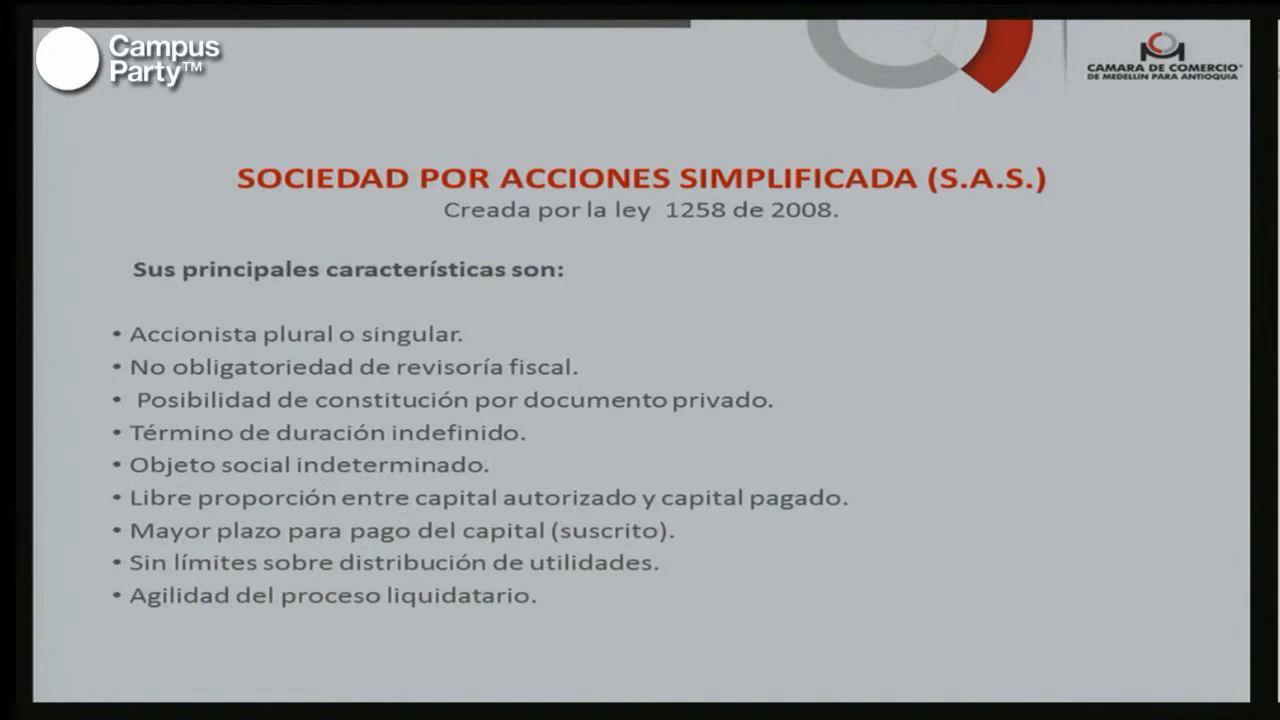 Campus
Party™
CAMARA DE COMERCIO
DE MEDELLIN PARA ANTIOQUIA
SOCIEDAD POR ACCIONES SIMPLIFICADA (S.A.S.)
Creada por la ley 1258 de 2008.
Sus principales características son:
• Accionista plural o singular.
• No obligatoriedad de revisoría fiscal.
• Posibilidad de constitución por documento privado.
• Término de duración indefinido.
• Objeto social indeterminado.
• Libre proporción entre capital autorizado y capital pagado.
• Mayor plazo para pago del capital (suscrito).
• Sin límites sobre distribución de utilidades.
• Agilidad del proceso liquidatario.